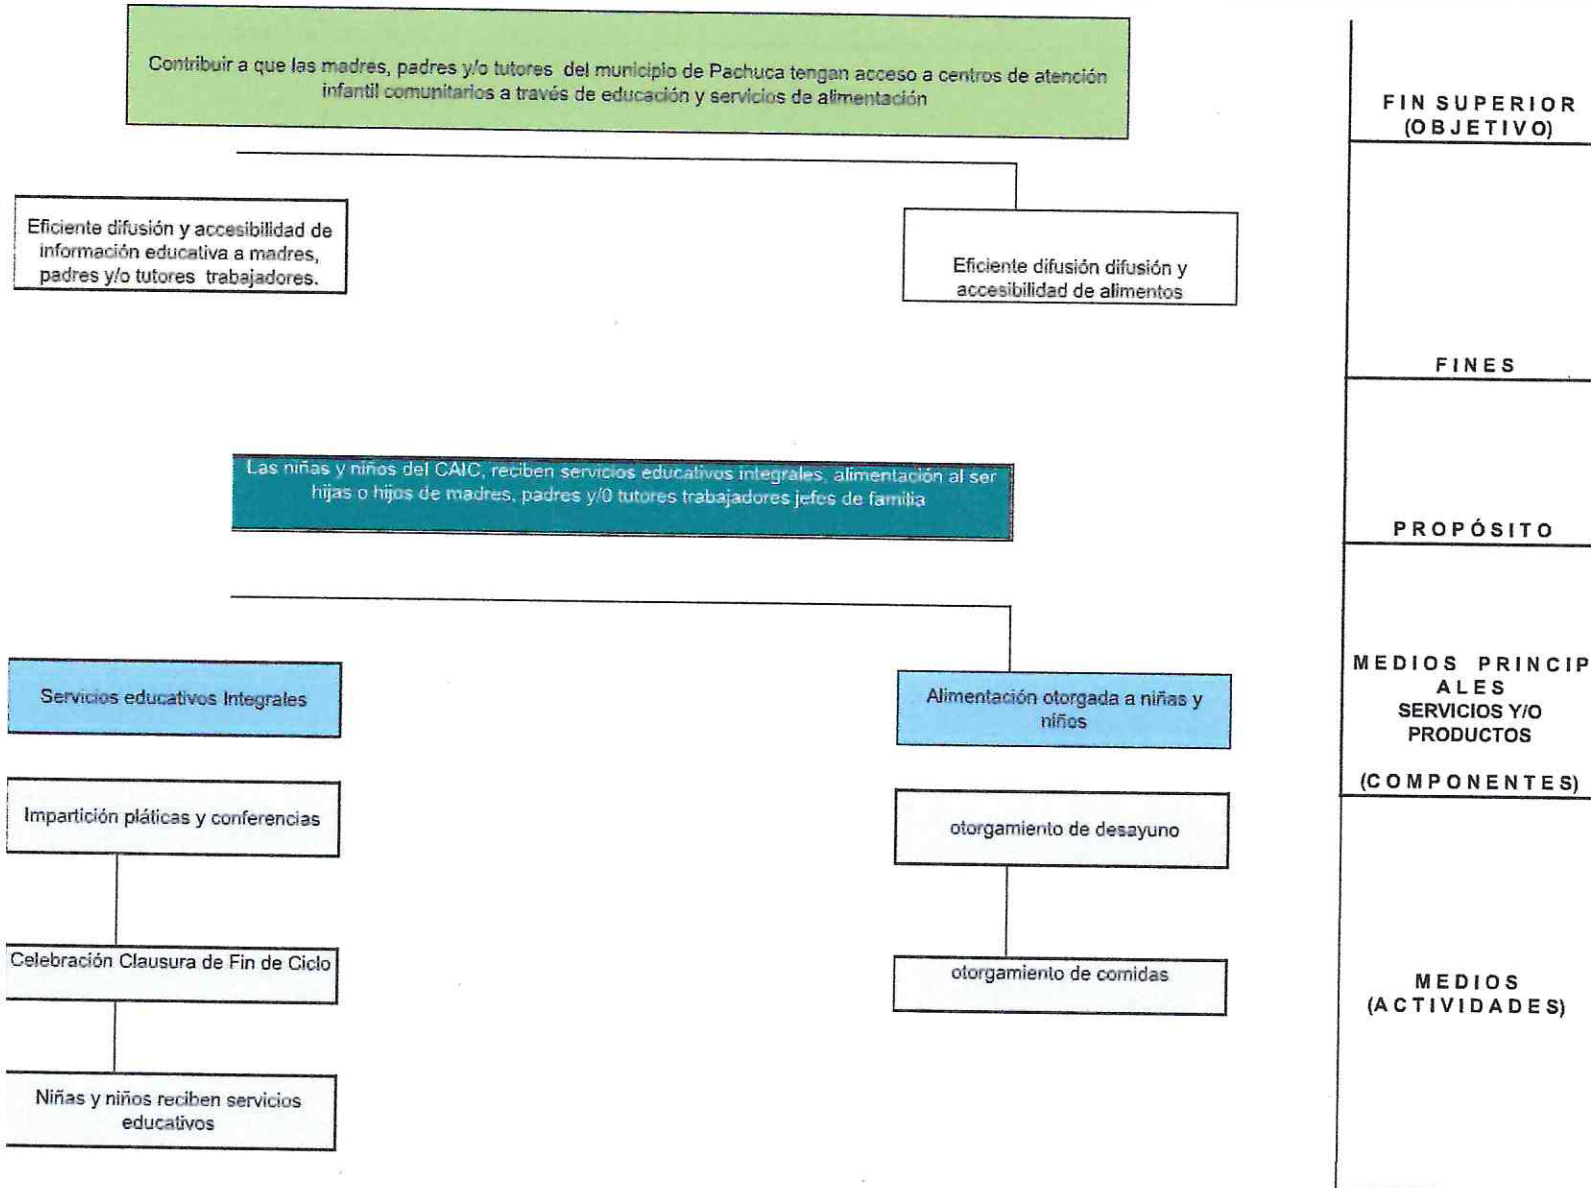 Contribuir a que las madres, padres y/o tutores del municipio de Pachuca tengan acceso a centros de atención
infantil comunitarios a través de educación y servicios de alimentación
FIN SUPERIOR
(OBJETIVO)
Eficiente difusión y accesibilidad de
información educativa a madres,
padres y/o tutores trabajadores.
Eficiente difusión difusión y
accesibilidad de alimentos
FINES
Las niñas y niños del CAIC, reciben servicios educativos integrales, alimentación al ser
hijas o hijos de madres, padres y/0 tutores trabajadores jefes de familia
PROPÓSITO
Servicios educativos Integrales
Alimentación otorgada a niñas y
niños
MEDIOS PRINCIP
ALES
SERVICIOS Y/O
PRODUCTOS
(COMPONENTES)
Impartición pláticas y conferencias
otorgamiento de desayuno
Celebración Clausura de Fin de Ciclo
otorgamiento de comidas
MEDIOS
(ACTIVIDADES)
Niñas y niños reciben servicios
educativos